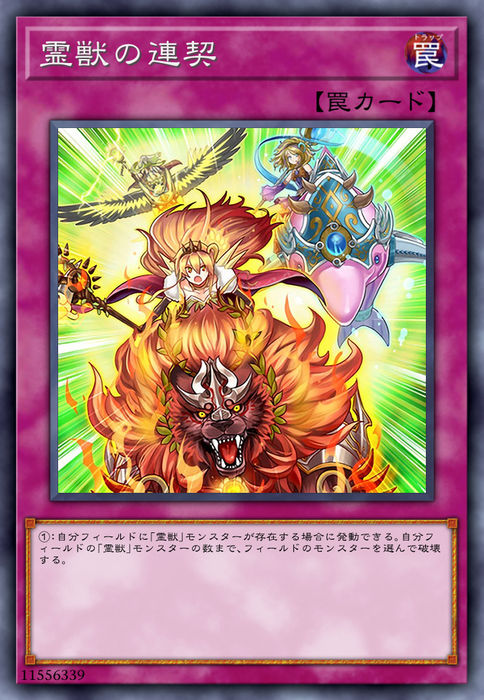 霊獣の連契
トラップ
罠
【罠カード】
①:自分フィールドに「霊獣」モンスターが存在する場合に発動できる。自分フ
ィールドの「霊獣」モンスターの数まで、フィールドのモンスターを選んで破壊
する。
11556339